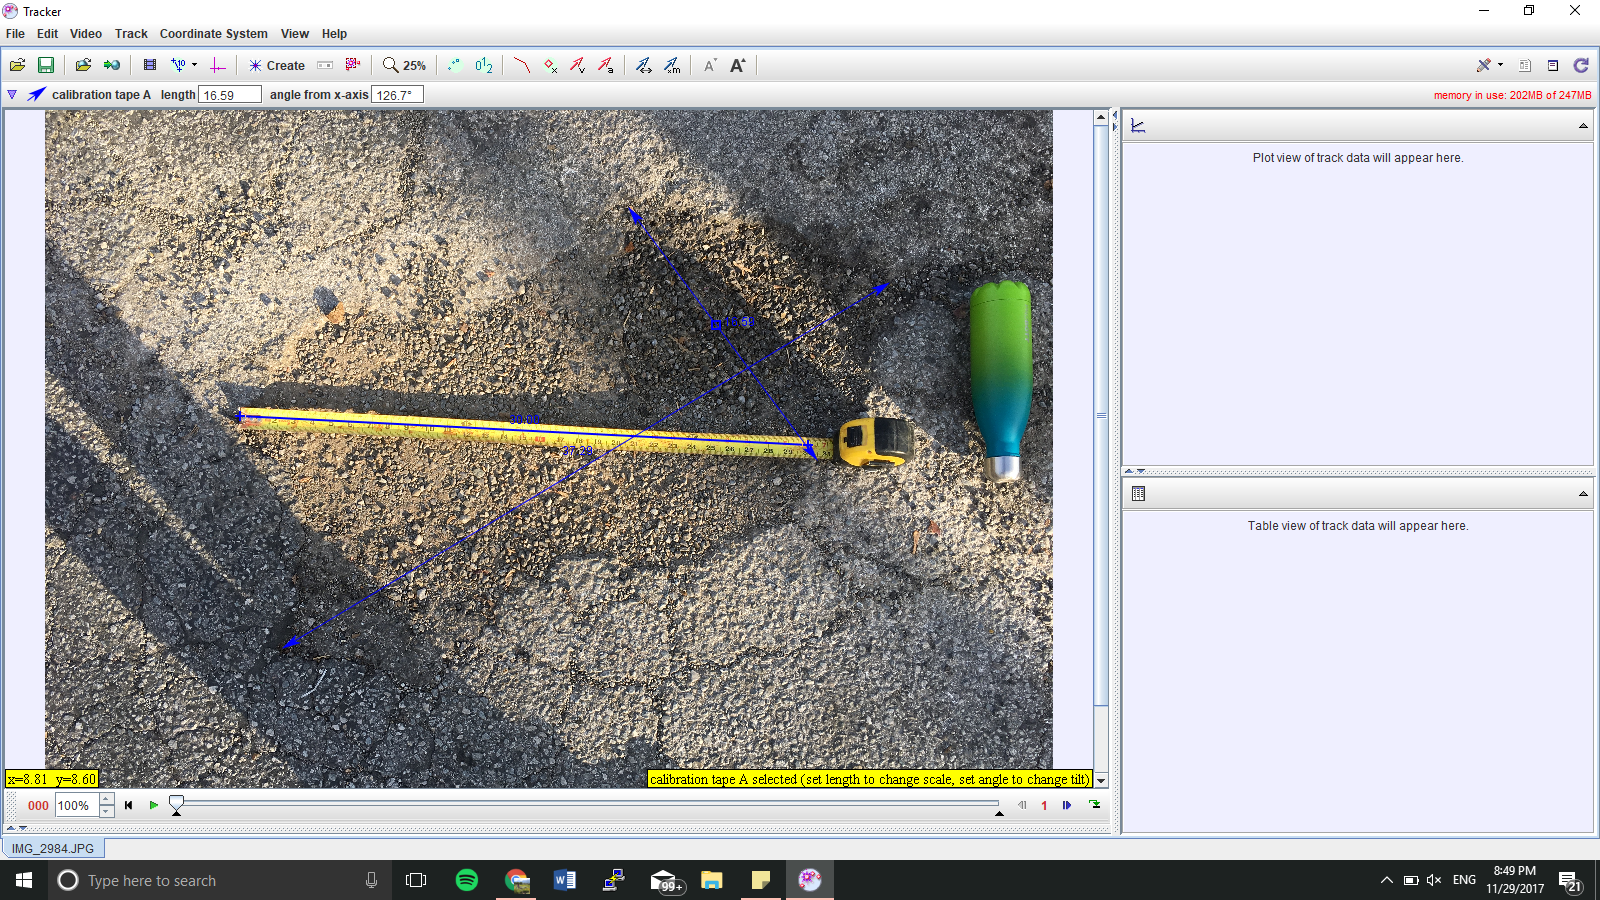 Tracker
File Edit Video Track Coordinate System View Help
Create 25%
calibration tape A length 16.59 angle from x-axis 126.7°
memory in use: 202MB of 247MB
Plot view of track data will appear here.
27.29
Table view of track data will appear here.
x=8.81 y=8.60
calibration tape A selected (set length to change scale, set angle to change tilt)
000 100% 1
IMG_2984.JPG
Type here to search
99+
ENG
8:49 PM
11/29/2017
21